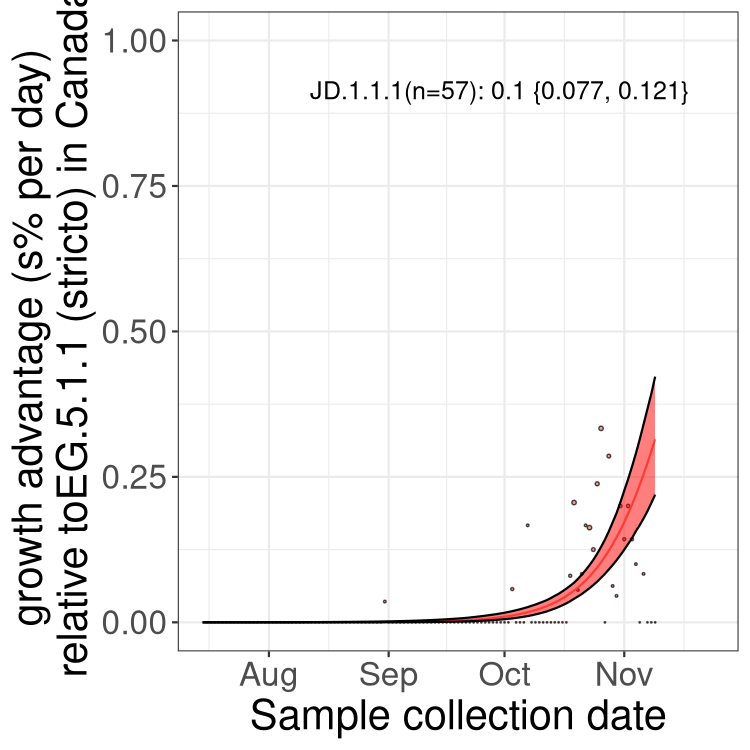 growth advantage (s% per day)
relative toEG.5.1.1 (stricto) in Canada
1.00
0.75
0.50
0.25
0.00
JD.1.1.1(n=57): 0.1 {0.077, 0.121}
Aug Sep Oct Nov
Sample collection date